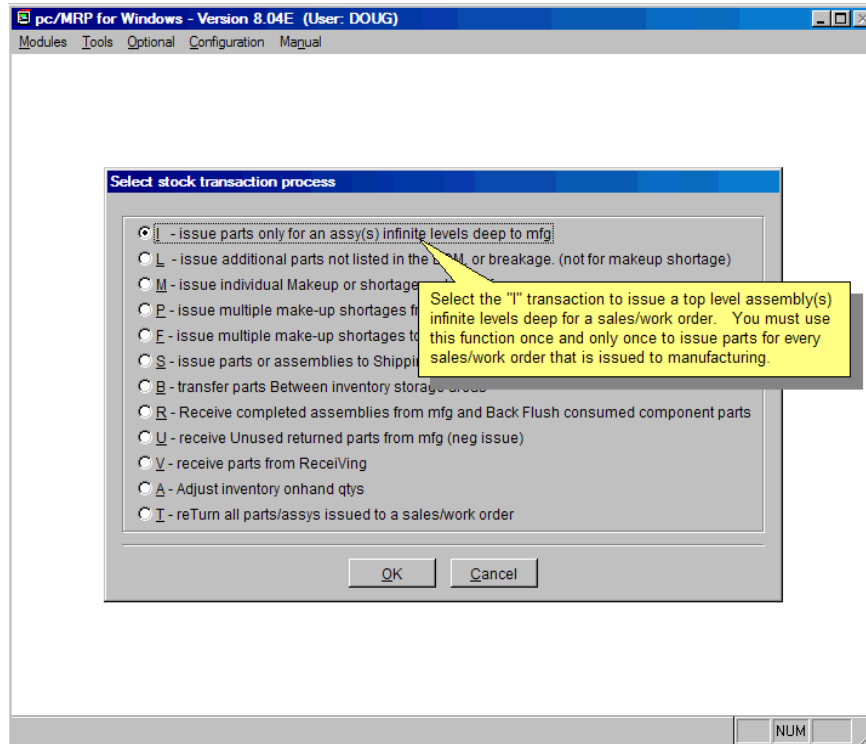 pc/MRP for Windows - Version 8.04E (User: DOUG)
Modules Tools Optional Configuration Manual
Select stock transaction process
I - issue parts only for an assy(s) infinite levels deep to mfg
L - issue additional parts not listed in the BOM, or breakage. (not for makeup shortage)
M - issue individual Makeup or shortage
P - issue multiple make-up shortages
F - issue multiple make-up shortages to
S - issue parts or assemblies to
B - transfer parts Between inventory storage areas
R - Receive completed assemblies from mfg and Back Flush consumed component parts
U - receive Unused returned parts from mfg (neg issue)
V - receive parts from ReceiVing
A - Adjust inventory onhand qtys
T - reTurn all parts/assys issued to a sales/work order
Select the "I" transaction to issue a top level assembly(s)
infinite levels deep for a sales/work order. You must use
this function once and only once to issue parts for every
sales/work order that is issued to manufacturing.
OK Cancel
NUM